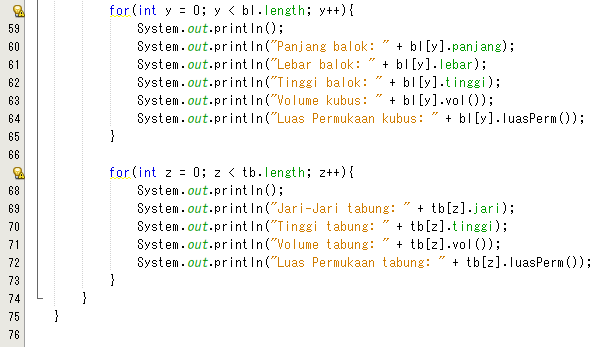 for(int y = 0; y < bl.length; y++){
59 System.out.println();
60 System.out.println("Panjang balok: " + bl[y].panjang);
61 System.out.println("Lebar balok: " + bl[y].lebar);
62 System.out.println("Tinggi balok: " + bl[y].tinggi);
63 System.out.println("Volume kubus: " + bl[y].vol());
64 System.out.println("Luas Permukaan kubus: " + bl[y].luasPerm());
65 }
66
for(int z = 0; z < tb.length; z++){
68 System.out.println();
69 System.out.println("Jari-Jari tabung: " + tb[z].jari);
70 System.out.println("Tinggi tabung: " + tb[z].tinggi);
71 System.out.println("Volume tabung: " + tb[z].vol());
72 System.out.println("Luas Permukaan tabung: " + tb[z].luasPerm());
73 }
74 }
75 }
76